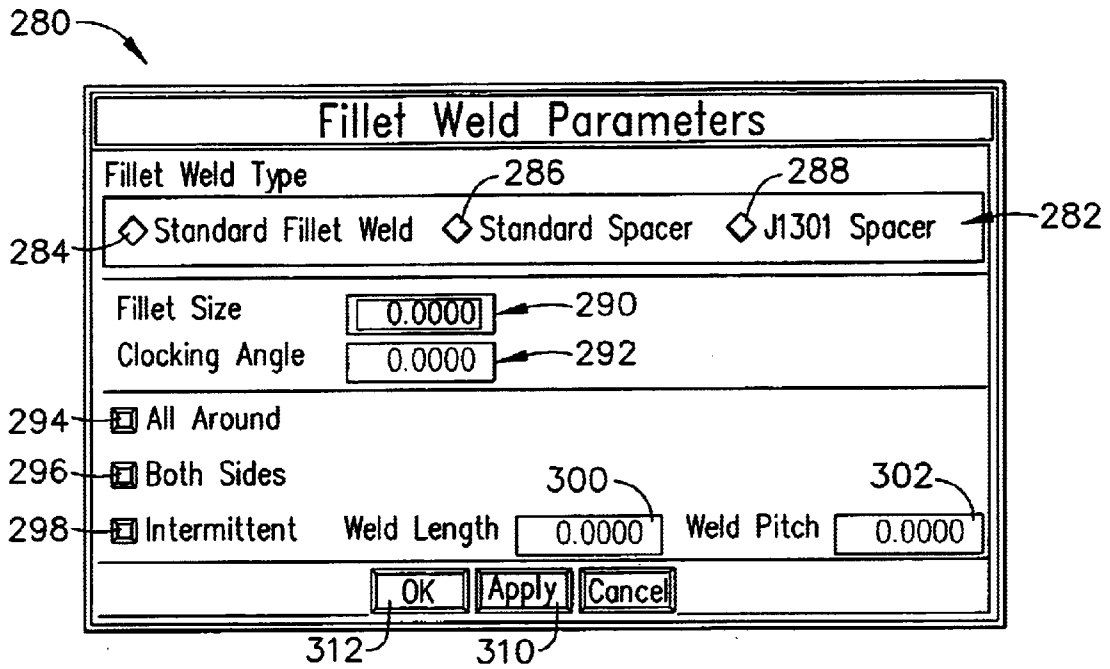 280
Fillet Weld Parameters
Fillet Weld Type
286
288
Standard Fillet Weld Standard Spacer J1301 Spacer
282
284
Fillet Size 0.0000 290
Clocking Angle 0.0000 292
294 All Around
296 Both Sides
300
302
298 Intermittent Weld Length 0.0000 Weld Pitch 0.0000
OK Apply Cancel
312 310